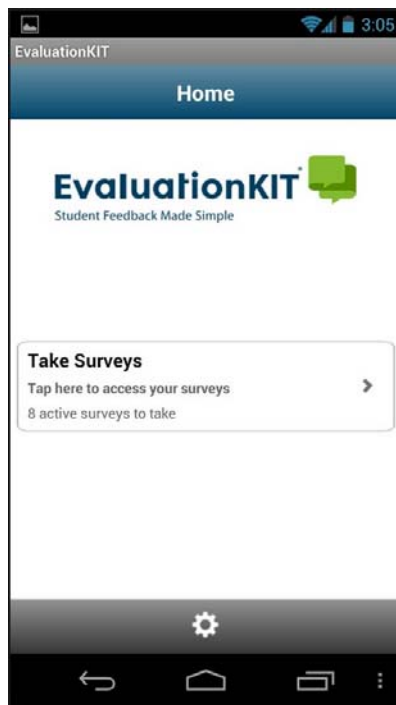 3:05
EvaluationKIT
Home
EvaluationKIT
Student Feedback Made Simple
Take Surveys
Tap here to access your surveys
8 active surveys to take